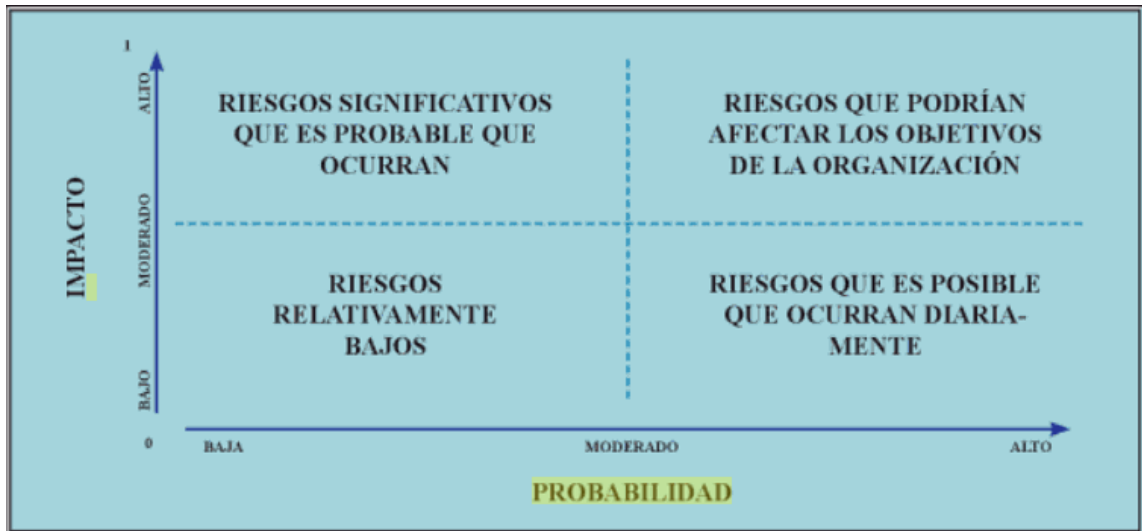 1
ALTO
MODERADO
BAJO
IMPACTO
RIESGOS SIGNIFICATIVOS
QUE ES PROBABLE QUE
OCURRAN
RIESGOS QUE PODRÍAN
AFECTAR LOS OBJETIVOS
DE LA ORGANIZACIÓN
RIESGOS
RELATIVAMENTE
BAJOS
RIESGOS QUE ES POSIBLE
QUE OCURRAN DIARIA-
MENTE
0
BAJA
MODERADO
ALTO
PROBABILIDAD